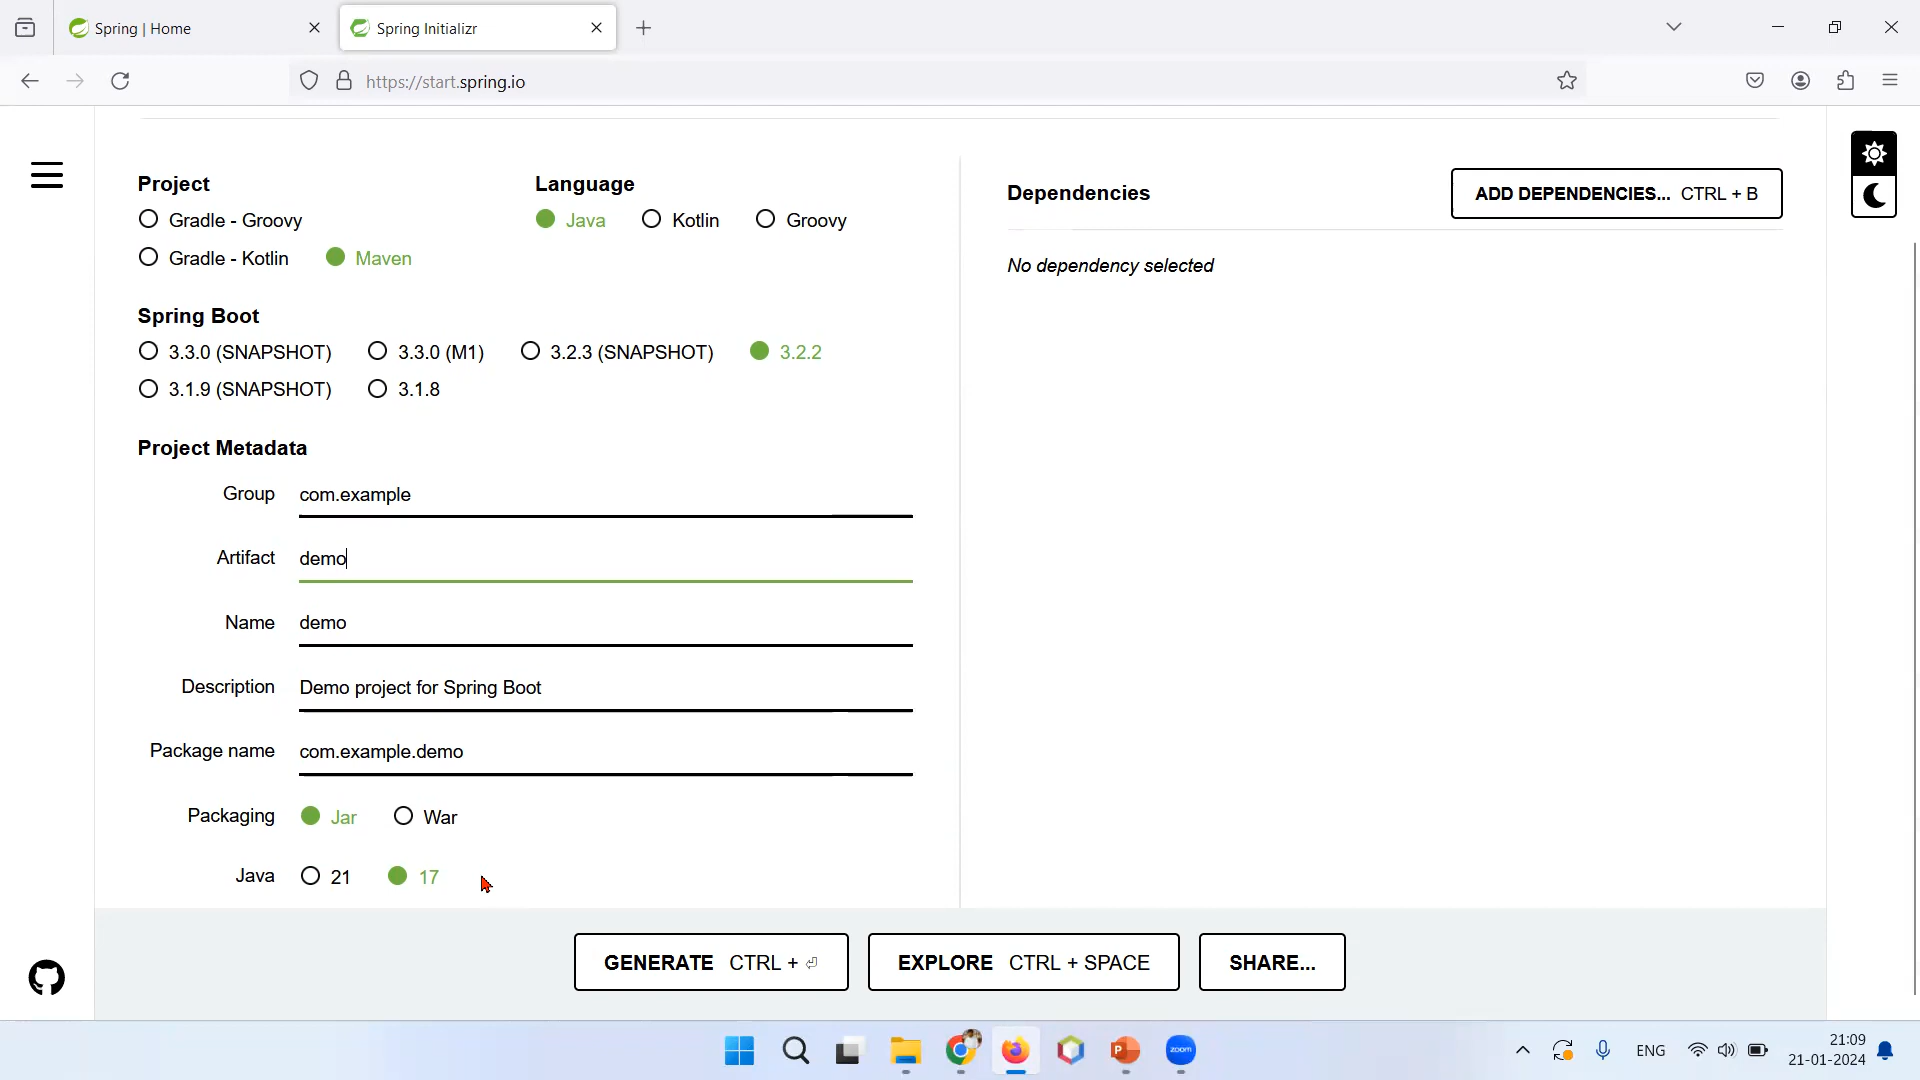 Spring | Home
Spring Initializr
https://start.spring.io
Project
Gradle - Groovy
Gradle - Kotlin
Maven
Language
Java
Kotlin
Groovy
Spring Boot
3.3.0 (SNAPSHOT)
3.3.0 (M1)
3.2.3 (SNAPSHOT)
3.2.2
3.1.9 (SNAPSHOT)
3.1.8
Project Metadata
Group com.example
Artifact demo
Name demo
Description Demo project for Spring Boot
Package name com.example.demo
Packaging Jar War
Java 21 17
Dependencies
ADD DEPENDENCIES... CTRL + B
No dependency selected
GENERATE CTRL + ⏎
EXPLORE CTRL + SPACE
SHARE...
P
zoom
ENG
21:09
21-01-2024